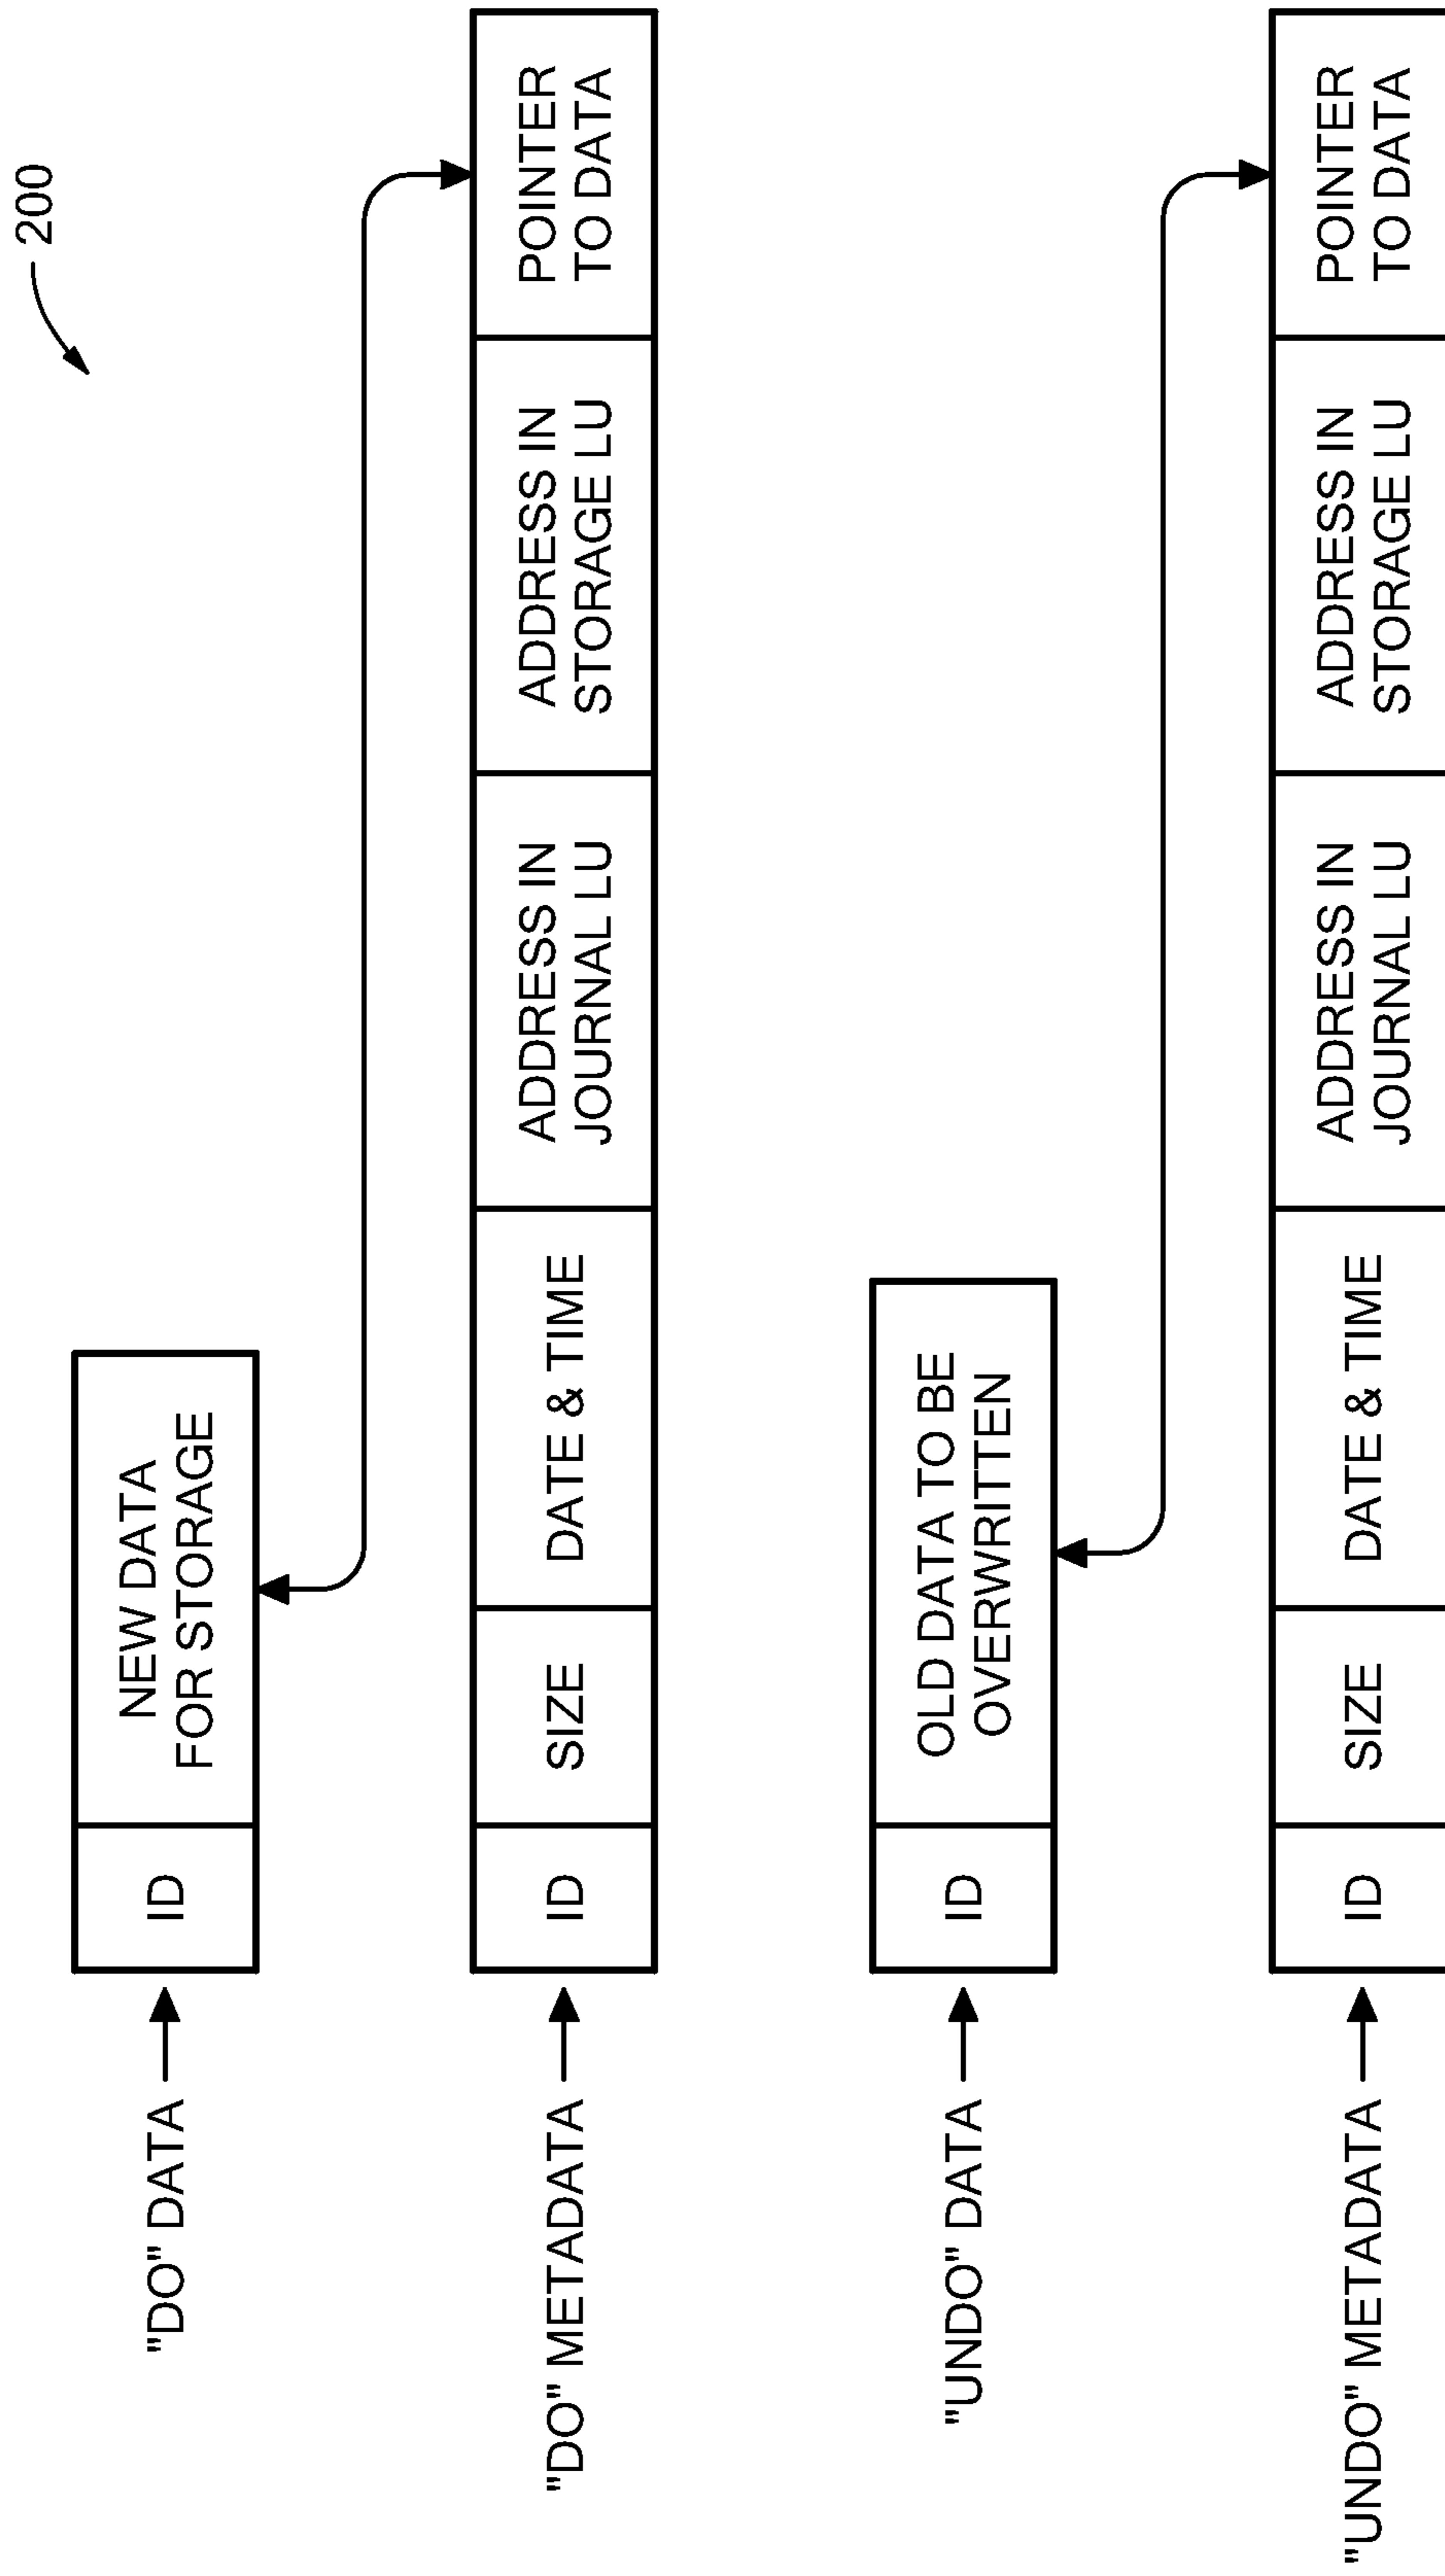 200
"DO" DATA
ID
NEW DATA
FOR STORAGE
"DO" METADATA
ID
SIZE
DATE & TIME
ADDRESS IN
JOURNAL LU
ADDRESS IN
STORAGE LU
POINTER
TO DATA
"UNDO" DATA
ID
OLD DATA TO BE
OVERWRITTEN
"UNDO" METADATA
ID
SIZE
DATE & TIME
ADDRESS IN
JOURNAL LU
ADDRESS IN
STORAGE LU
POINTER
TO DATA